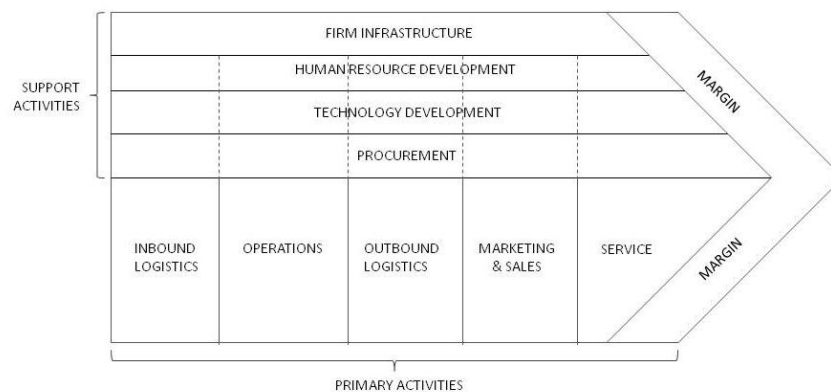 FIRM INFRASTRUCTURE
HUMAN RESOURCE DEVELOPMENT
SUPPORT
ACTIVITIES
TECHNOLOGY DEVELOPMENT
PROCUREMENT
MARGIN
INBOUND
LOGISTICS
OPERATIONS
OUTBOUND
LOGISTICS
MARKETING
& SALES
SERVICE
MARGIN
PRIMARY ACTIVITIES